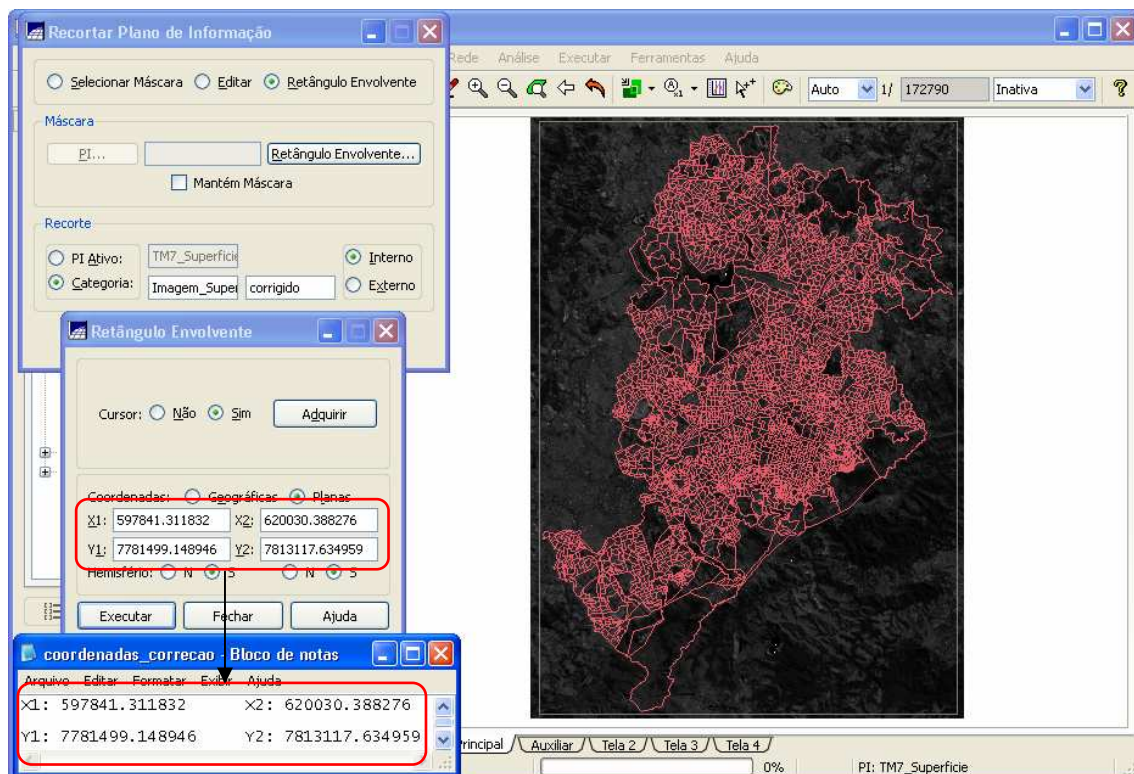 Recortar Plano de Informação
Selecionar Máscara Editar Retângulo Envolvente
Máscara
PI... Retângulo Envolvente...
Mantém Máscara
Recorte
PI Ativo: TM7_Superficie Interno
Categoria: Imagem_Super corrigido Externo
Rede Análise Executar Ferramentas Ajuda
Auto 1/ 172790 Inativa
Retângulo Envolvente
Cursor: Não Sim Adquirir
Coordenadas: Geográficas Planas
X1: 597841.311832 X2: 620030.388276
Y1: 7781499.148946 Y2: 7813117.634959
Hemisfério: N S N S
Executar Fechar Ajuda
coordenadas_correcao - Bloco de notas
Arquivo Editar Formatar Exibir Ajuda
X1: 597841.311832 X2: 620030.388276
Y1: 7781499.148946 Y2: 7813117.634959
rincipal Auxiliar Tela 2 Tela 3 Tela 4
0% PI: TM7_Superficie